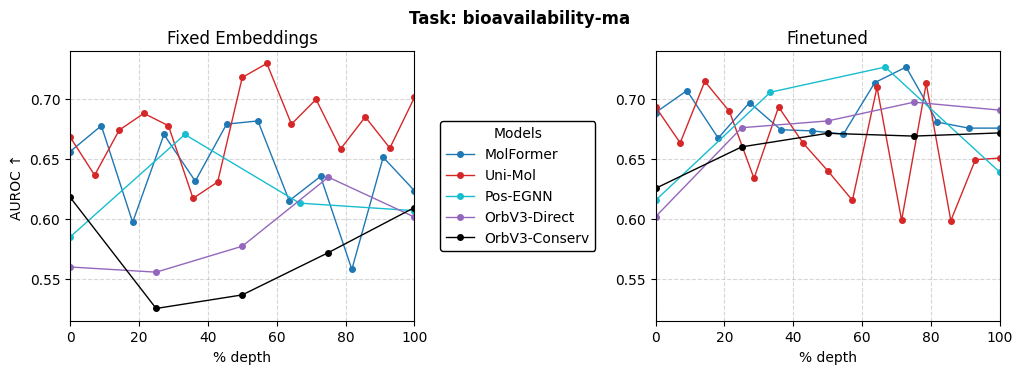 Task: bioavailability-ma
Fixed Embeddings
AUROC ↑
0.70
0.65
0.60
0.55
0 20 40 60 80 100
% depth
Models
MolFormer
Uni-Mol
Pos-EGNN
OrbV3-Direct
OrbV3-Conserv
Finetuned
0.70
0.65
0.60
0.55
0 20 40 60 80 100
% depth